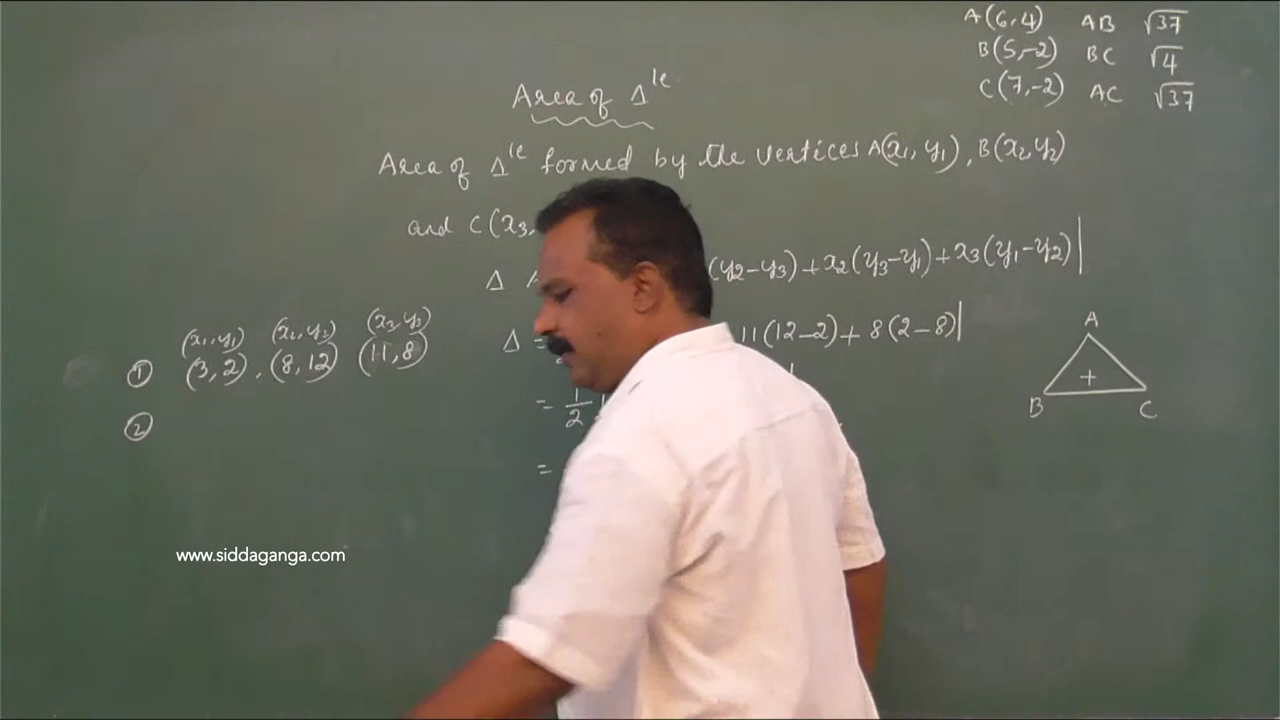 A(6,4) AB √37
B(5,-2) BC √4
C(7,-2) AC √37
Area of Δle
Area of Δle formed by the vertices A(x₁, y₁), B(x₂, y₂)
and C(x₃,
Δ (y₂-y₃)+x₂(y₃-y₁)+x₃(y₁-y₂)|
(x₁, y₁) (x₂, y₂) (x₃, y₃)
① (3,2), (8,12) (11,8)
Δ = 11(12-2)+ 8(2-8)|
A
+
B C
②
= 1/2
=
www.siddaganga.com